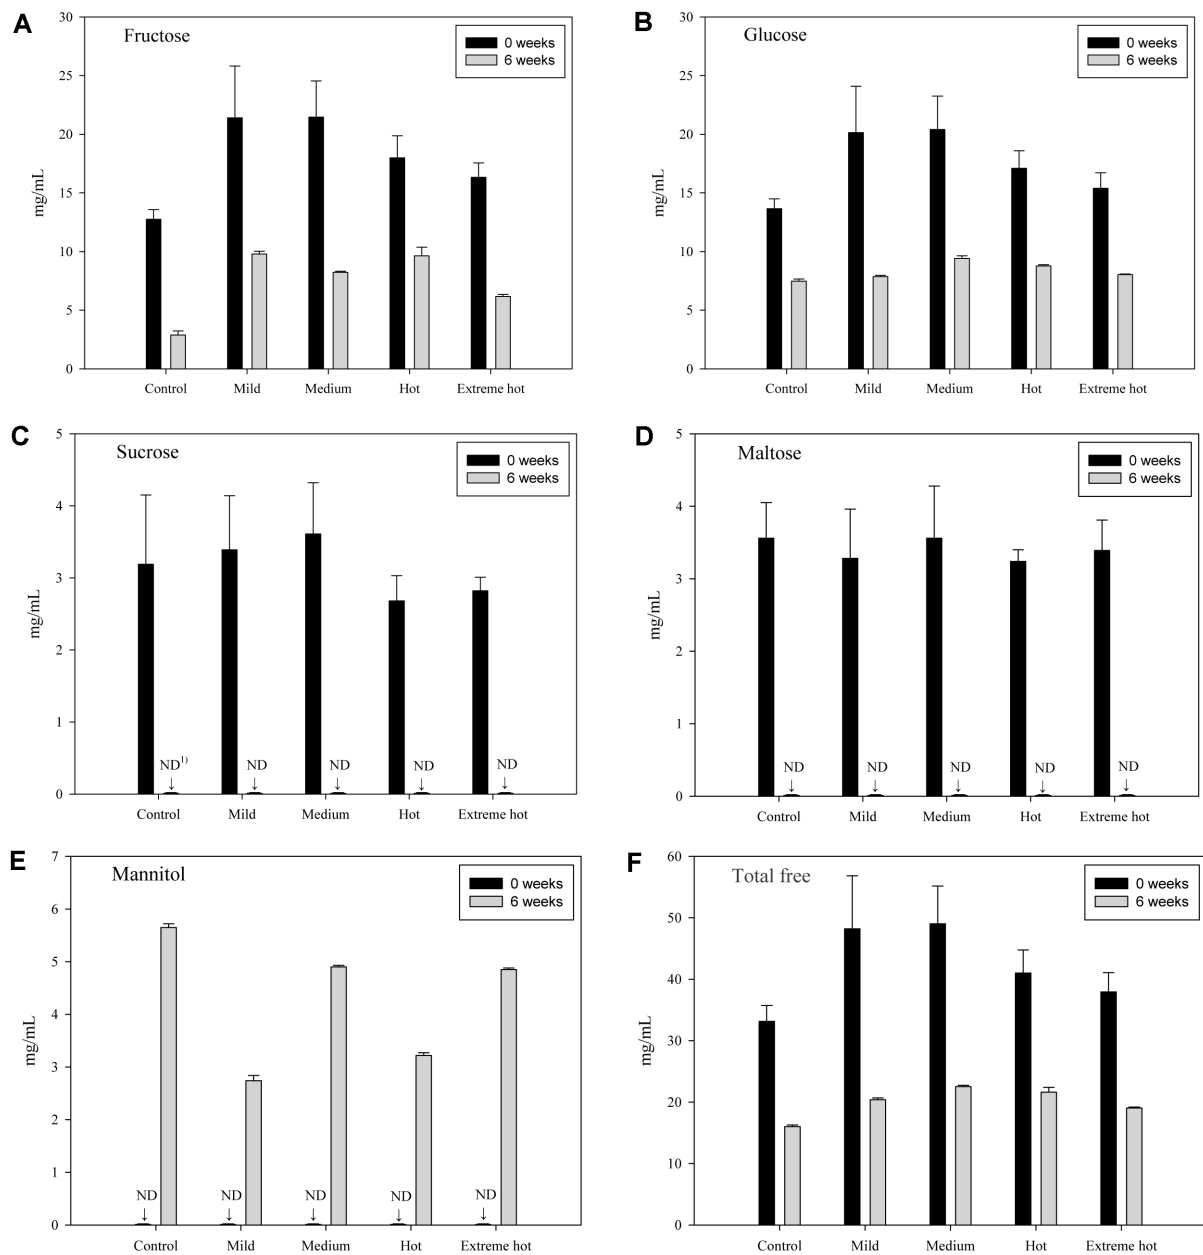 A
Fructose
0 weeks
6 weeks
30
25
20
15
10
5
0
mg/mL
Control Mild Medium Hot Extreme hot
B
Glucose
0 weeks
6 weeks
30
25
20
15
10
5
0
mg/mL
Control Mild Medium Hot Extreme hot
C
Sucrose
0 weeks
6 weeks
5
4
3
2
1
0
mg/mL
ND1) ND ND ND ND
Control Mild Medium Hot Extreme hot
D
Maltose
0 weeks
6 weeks
5
4
3
2
1
0
mg/mL
ND ND ND ND ND
Control Mild Medium Hot Extreme hot
E
Mannitol
0 weeks
6 weeks
7
6
5
4
3
2
1
0
mg/mL
ND ND ND ND ND
Control Mild Medium Hot Extreme hot
F
Total free
0 weeks
6 weeks
60
50
40
30
20
10
0
mg/mL
Control Mild Medium Hot Extreme hot